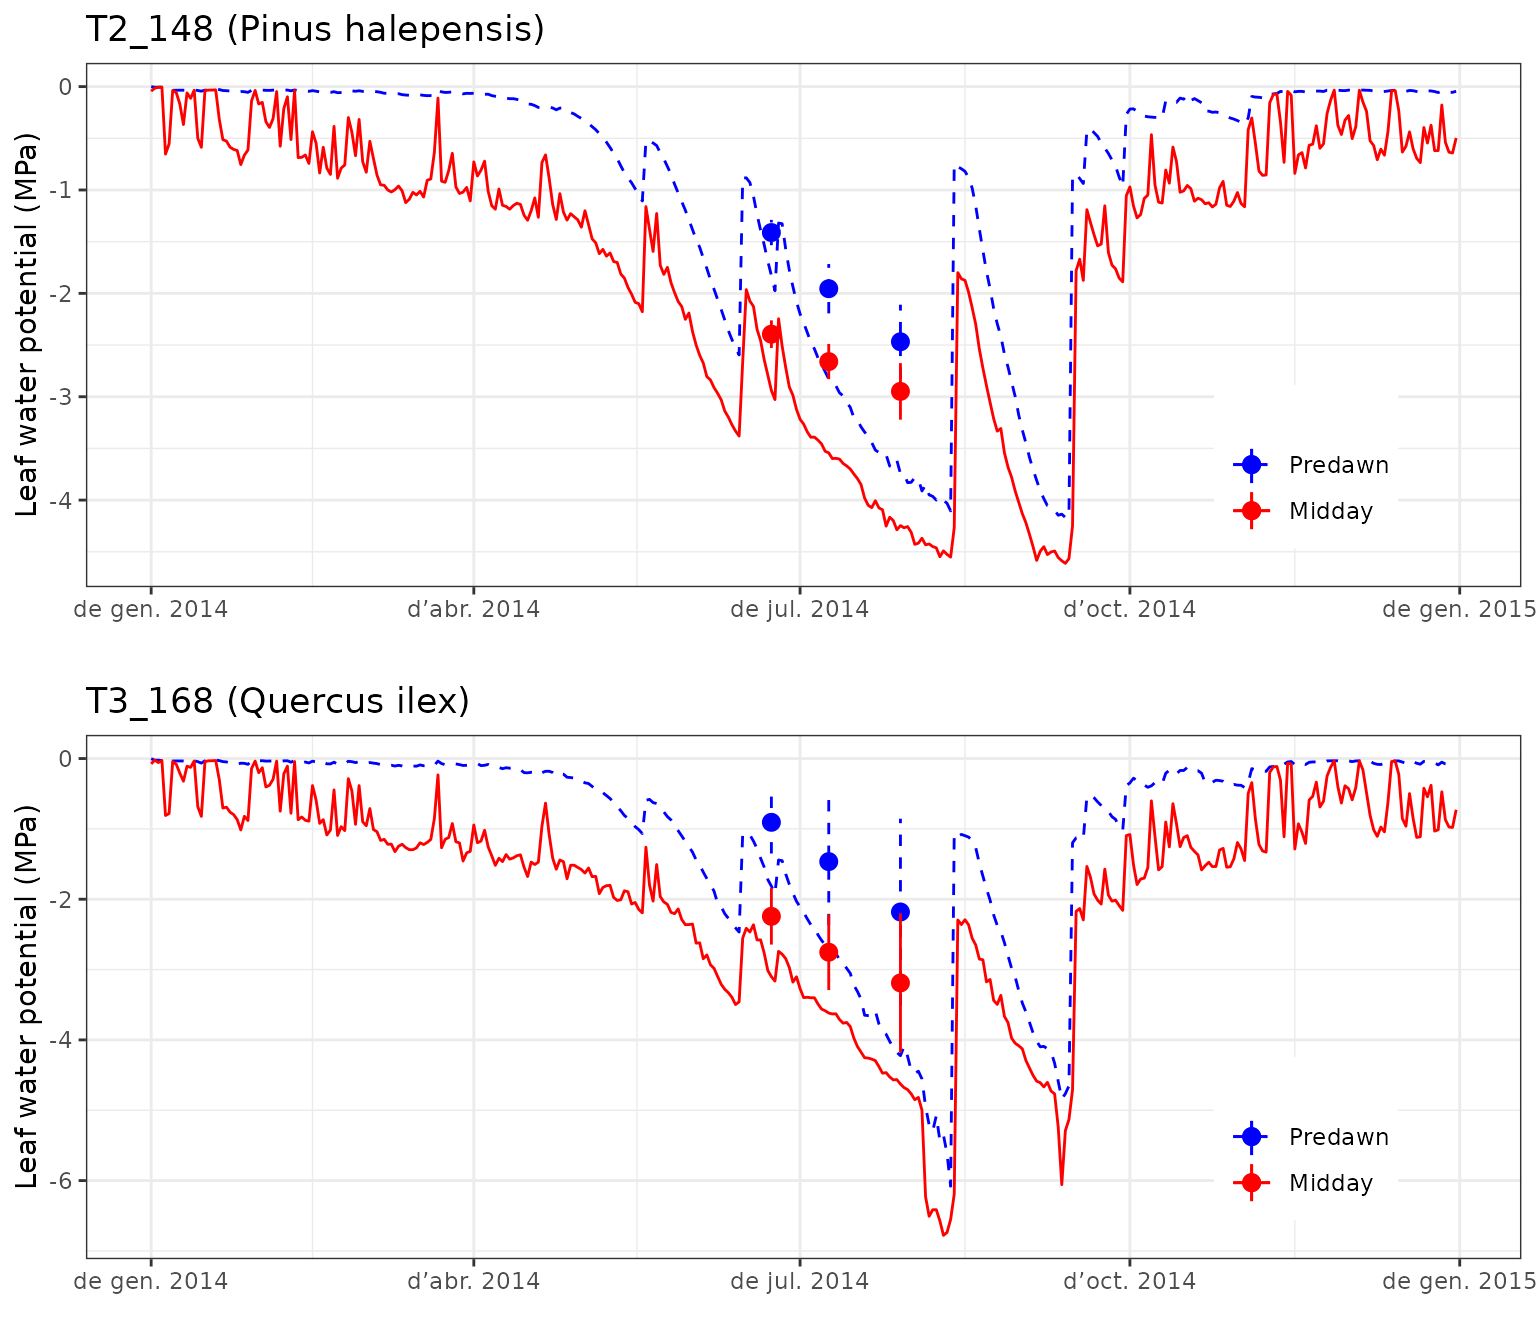 T2_148 (Pinus halepensis)
Leaf water potential (MPa)
0
-1
-2
-3
-4
Predawn
Midday
de gen. 2014
d’abr. 2014
de jul. 2014
d’oct. 2014
de gen. 2015
T3_168 (Quercus ilex)
Leaf water potential (MPa)
0
-2
-4
-6
Predawn
Midday
de gen. 2014
d’abr. 2014
de jul. 2014
d’oct. 2014
de gen. 2015